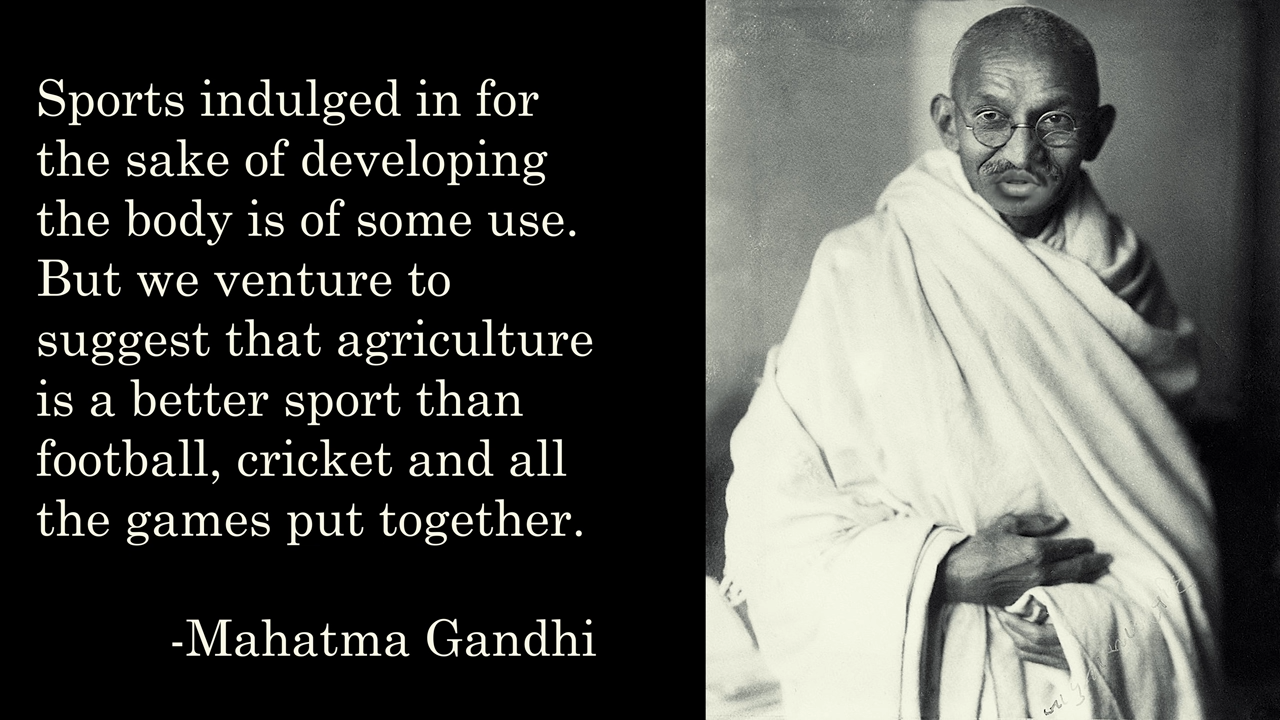 Sports indulged in for
the sake of developing
the body is of some use.
But we venture to
suggest that agriculture
is a better sport than
football, cricket and all
the games put together.
-Mahatma Gandhi